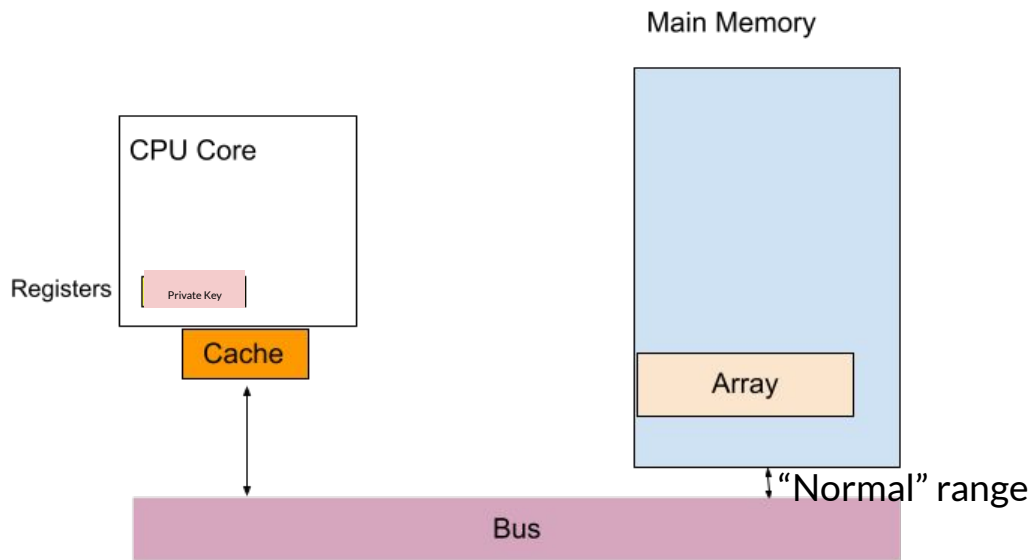 Main Memory
CPU Core
Registers
Private Key
Cache
Array
“Normal” range
Bus